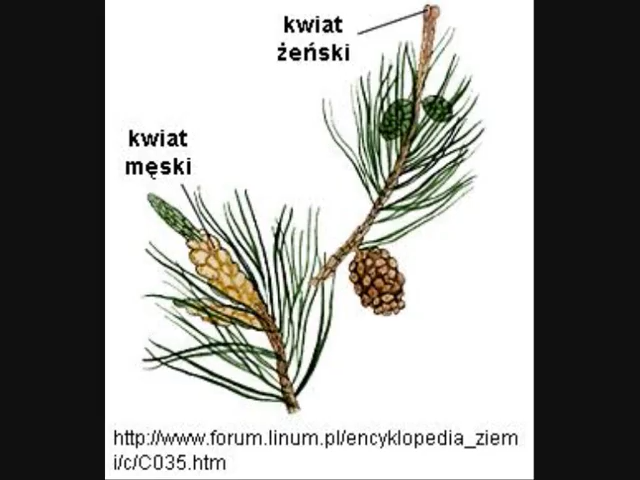 kwiat
żeński
kwiat
męski
http://www.forum.linum.pl/encyklopedia_ziem
i/c/C035.htm